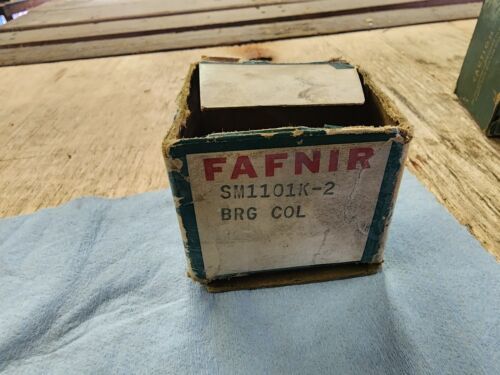 FAFNIR
SM1101K-2
BRG COL